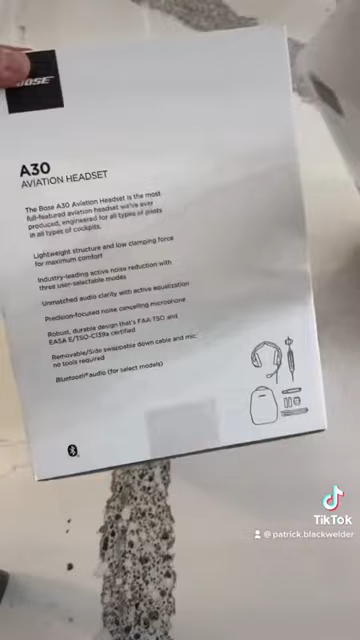 BOSE
A30
AVIATION HEADSET
The Bose A30 Aviation Headset is the most
full-featured aviation headset we've ever
produced, engineered for all types of pilots
in all types of cockpits.
Lightweight structure and low clamping force
for maximum comfort
Industry-leading active noise reduction with
three user-selectable modes
Unmatched audio clarity with active equalization
Precision-focused noise cancelling microphone
Robust, durable design that's FAA TSO and
EASA E/TSO-C139a certified
Removable/Side swappable down cable and mic,
no tools required
Bluetooth® audio (for select models)
TikTok
@patrick.blackwelder